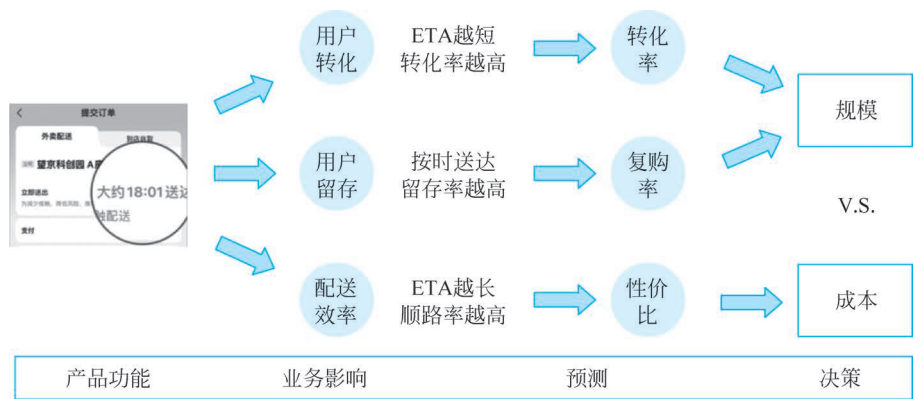 用户
转化
ETA越短
转化率越高
转化
率
规模
提交订单
外卖配送
到店自取
望京科创园 A座
大约18:01送达
立即送出
触配送
支付
用户
留存
按时送达
留存率越高
复购
率
V.S.
配送
效率
ETA越长
顺路率越高
性价
比
成本
产品功能
业务影响
预测
决策